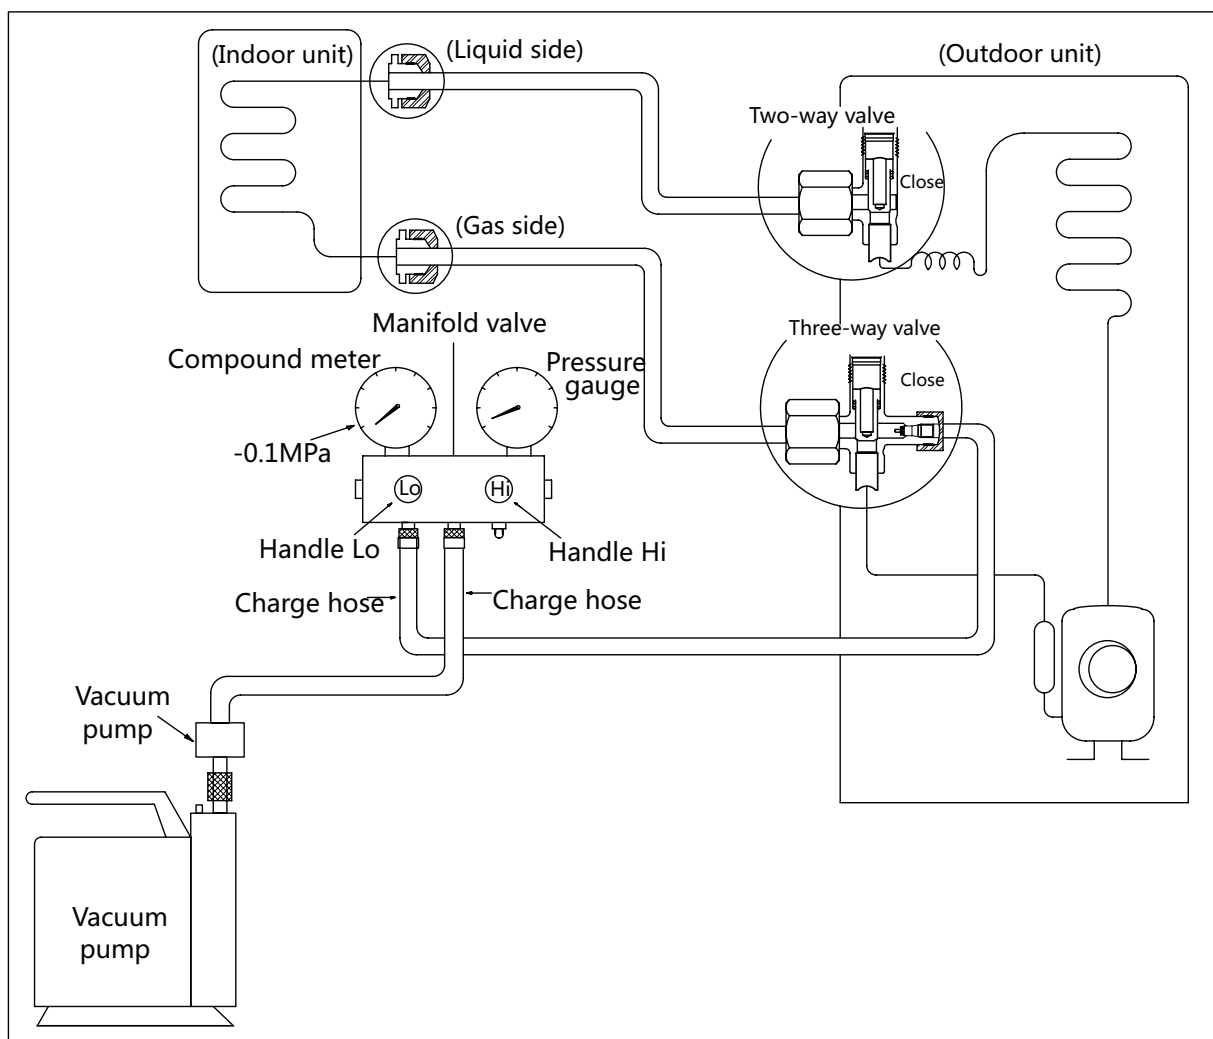 (Indoor unit)
(Liquid side)
(Outdoor unit)
Two-way valve
Close
(Gas side)
Manifold valve
Three-way valve
Compound meter
Pressure
gauge
Close
-0.1MPa
Lo
Hi
Handle Lo
Handle Hi
Charge hose
Charge hose
Vacuum
pump
Vacuum
pump